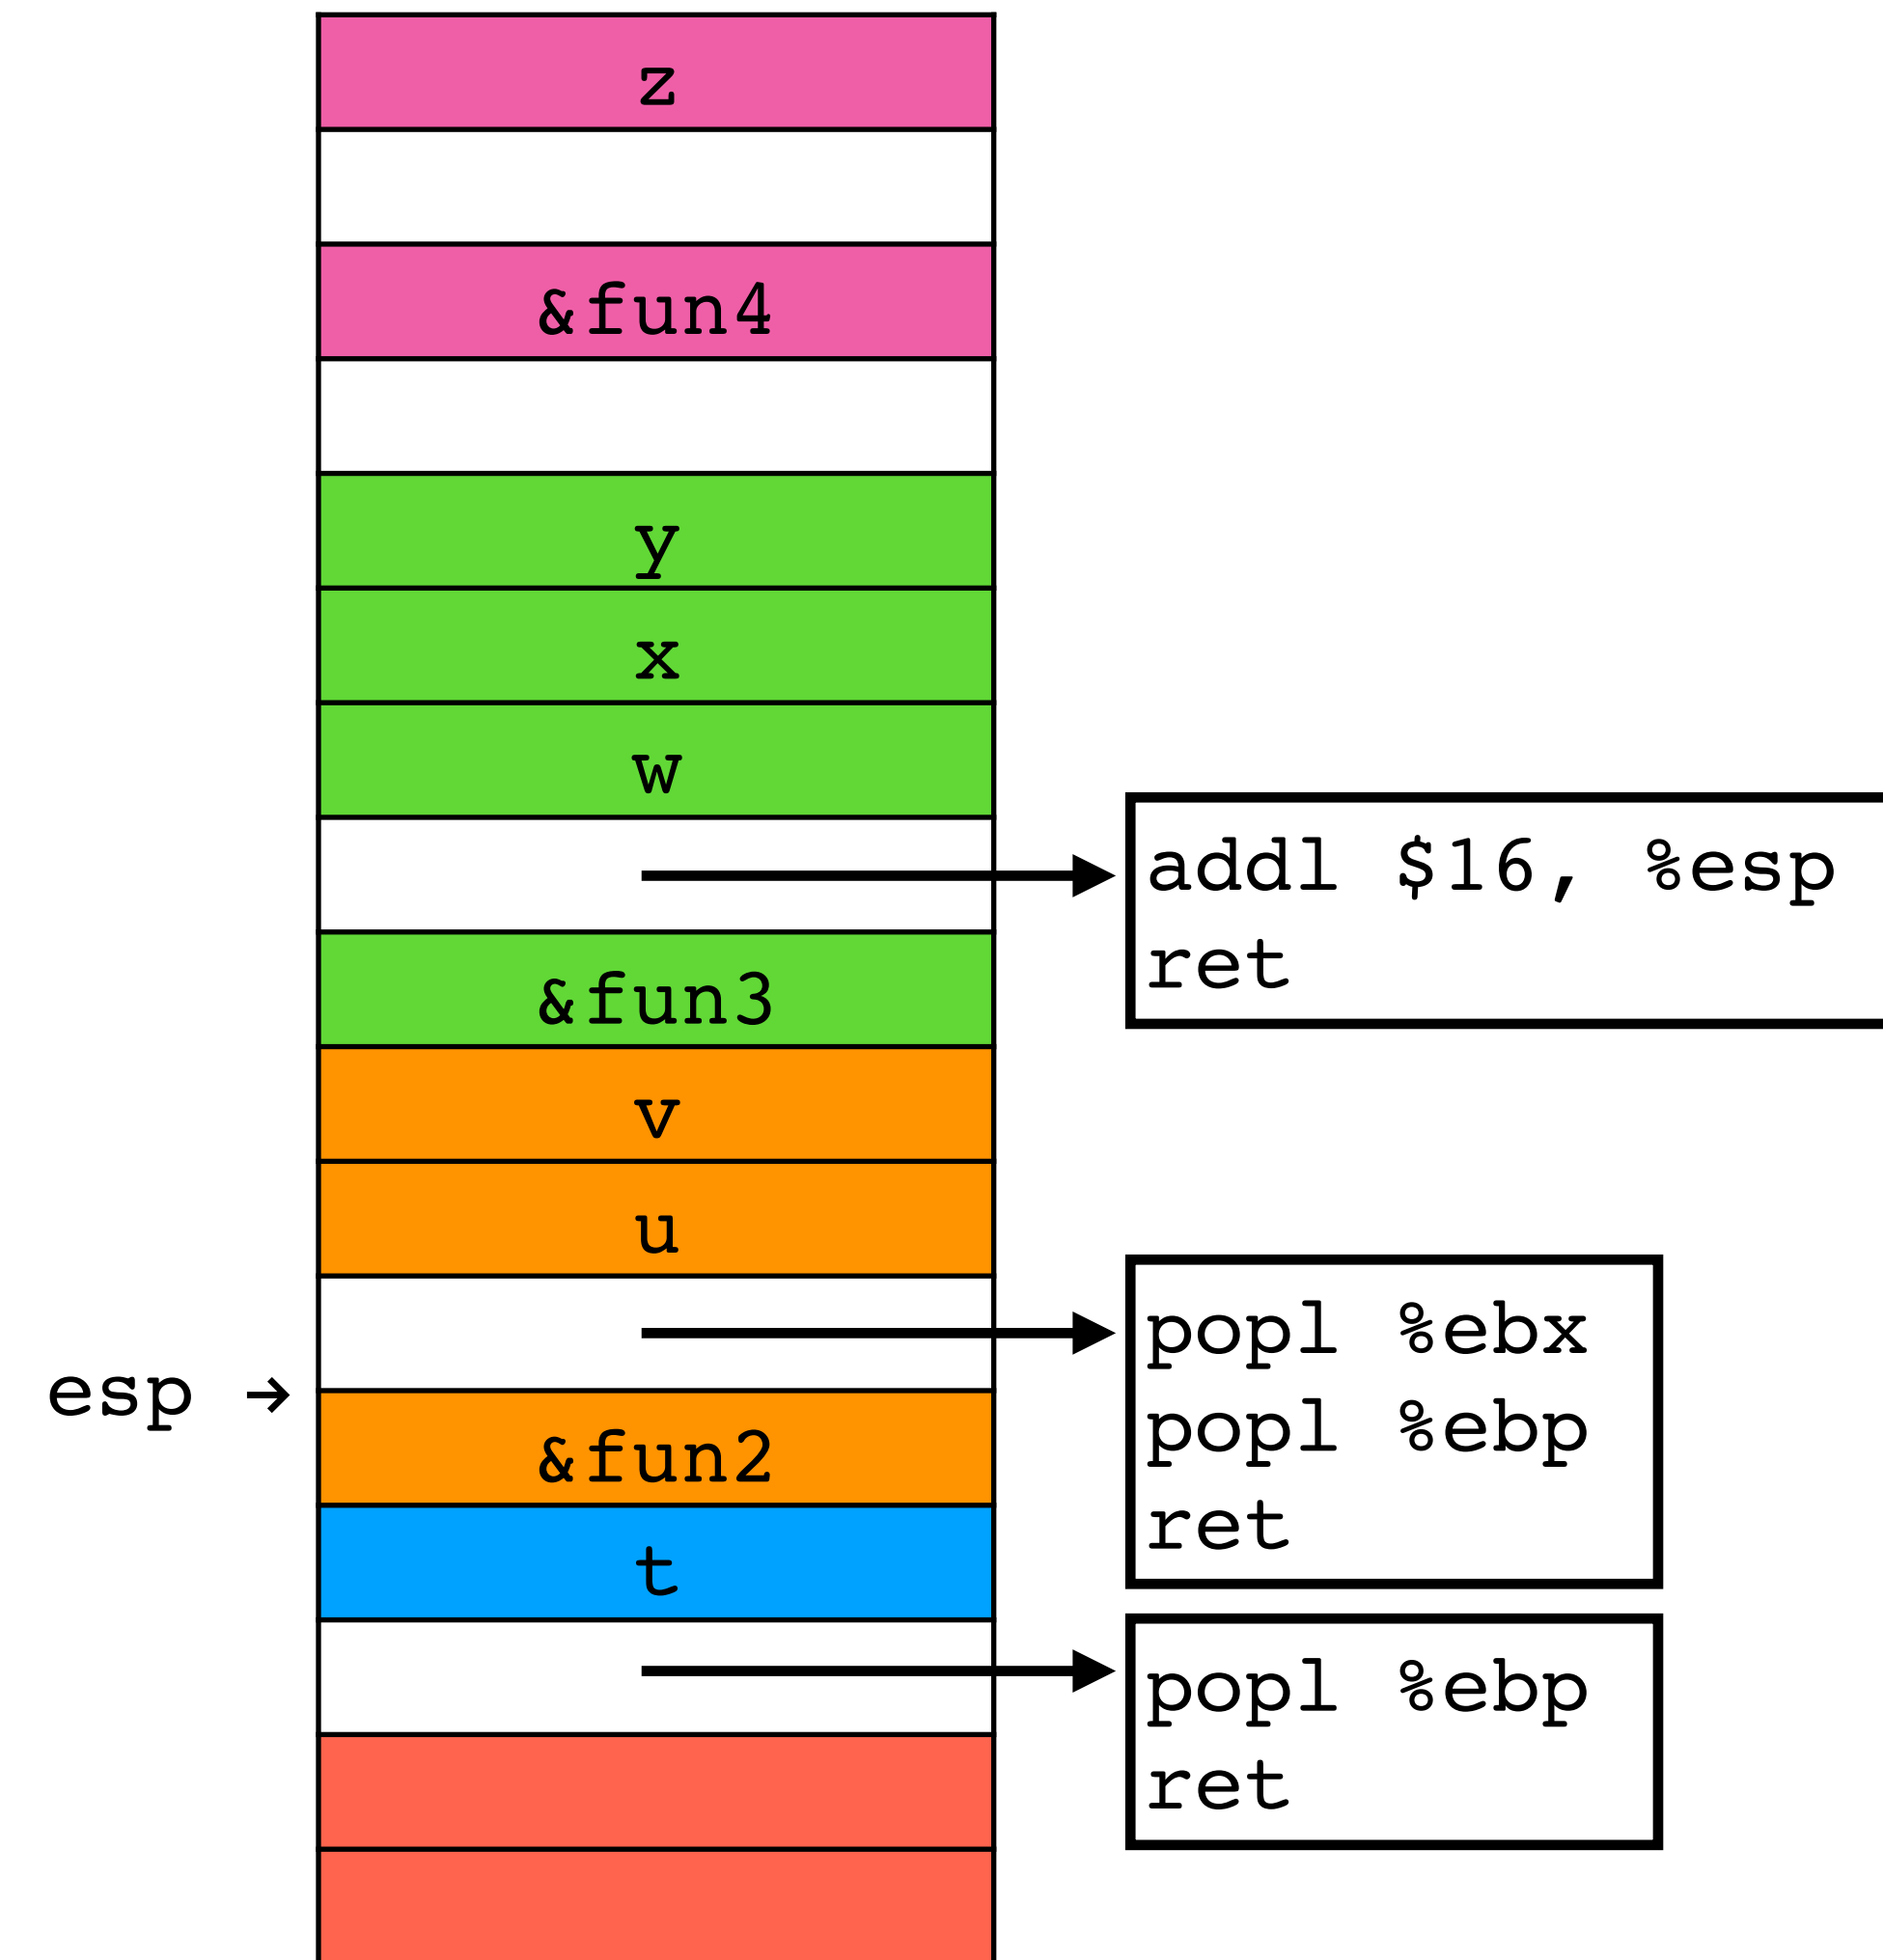 z
&fun4
y
x
w
addl $16, %esp
ret
&fun3
v
u
popl %ebx
popl %ebp
ret
esp →
&fun2
t
popl %ebp
ret